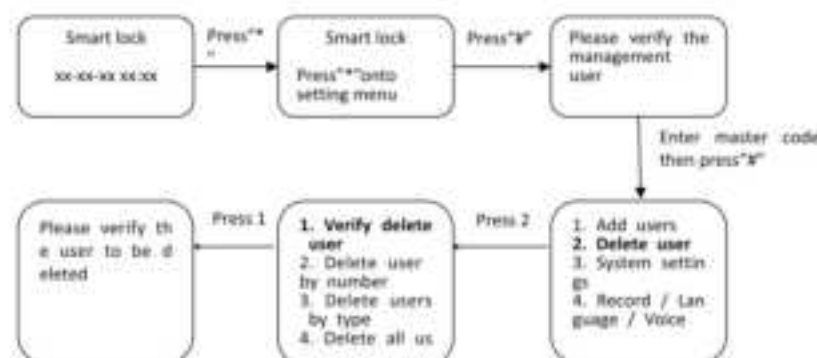 Smart lock
xx-xx-xx xx:xx
Press"*
"
Smart lock
Press"*"onto
setting menu
Press"#"
Please verify the
management
user
Enter master code
then press"#"
1. Add users
2. Delete user
3. System settin
gs
4. Record / Lan
guage / Voice
Press 2
1. Verify delete
user
2. Delete user
by number
3. Delete users
by type
4. Delete all us
Press 1
Please verify th
e user to be d
eleted